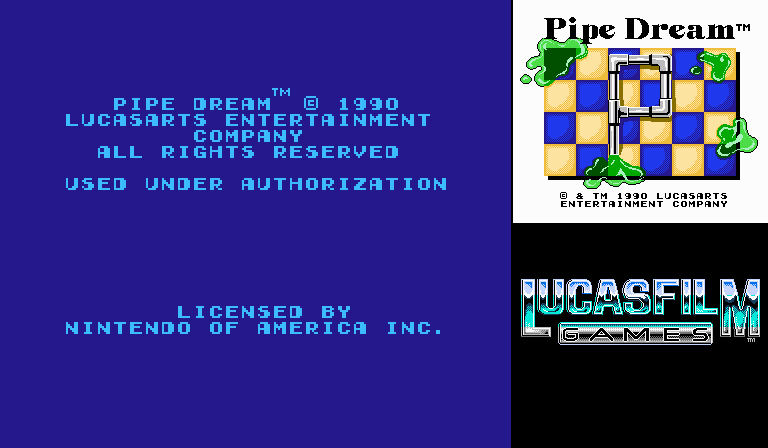 PIPE DREAM™ © 1990
LUCASARTS ENTERTAINMENT
COMPANY
ALL RIGHTS RESERVED
USED UNDER AUTHORIZATION
LICENSED BY
NINTENDO OF AMERICA INC.
Pipe Dream™
© & TM 1990 LUCASARTS
ENTERTAINMENT COMPANY
LUCASFILM
GAMES™